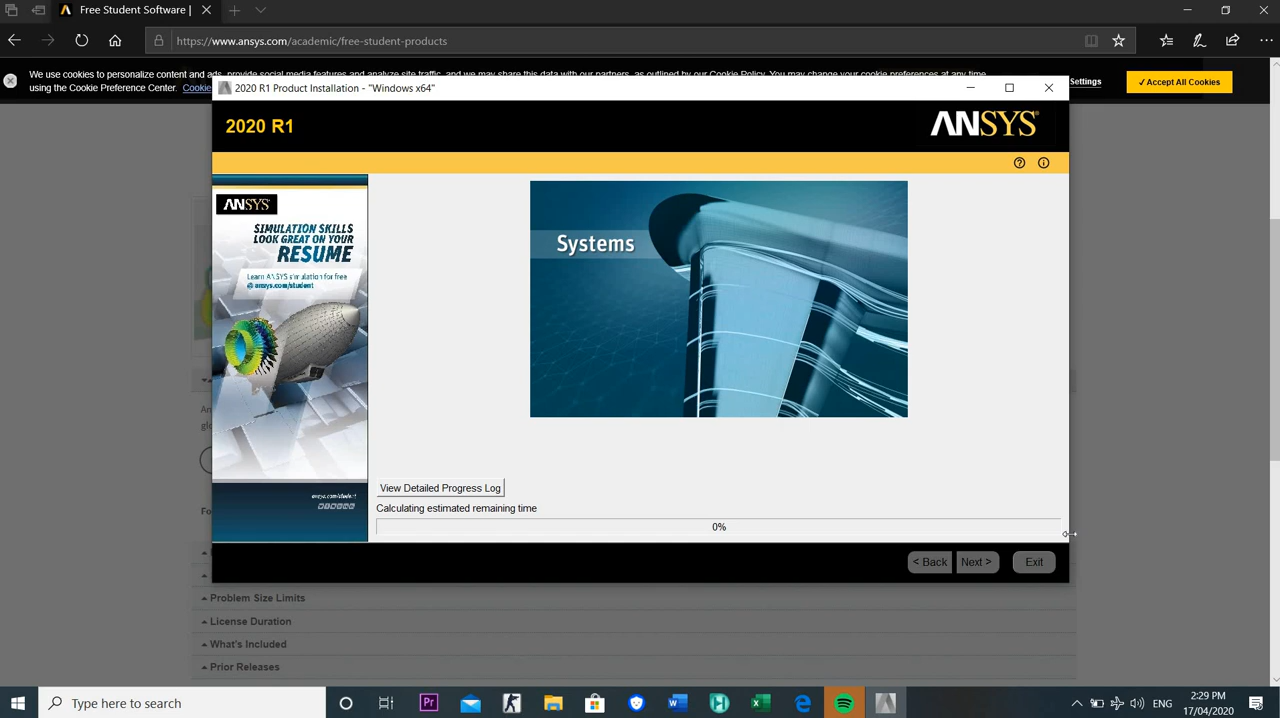 Free Student Software |
https://www.ansys.com/academic/free-student-products
We use cookies to personalize content and ads, provide social media features and analyze site traffic, and we may share this data with our partners, as outlined by our Cookie Policy. You may change your cookie preferences at any time
using the Cookie Preference Center.
Settings
✓ Accept All Cookies
2020 R1 Product Installation - "Windows x64"
2020 R1
ANSYS
ANSYS
SIMULATION SKILLS
LOOK GREAT ON YOUR
RESUME
Learn ANSYS simulation for free
@ ansys.com/student
ansys.com/student
Systems
View Detailed Progress Log
Calculating estimated remaining time
0%
< Back
Next >
Exit
Problem Size Limits
License Duration
What's Included
Prior Releases
Type here to search
ENG
2:29 PM
17/04/2020